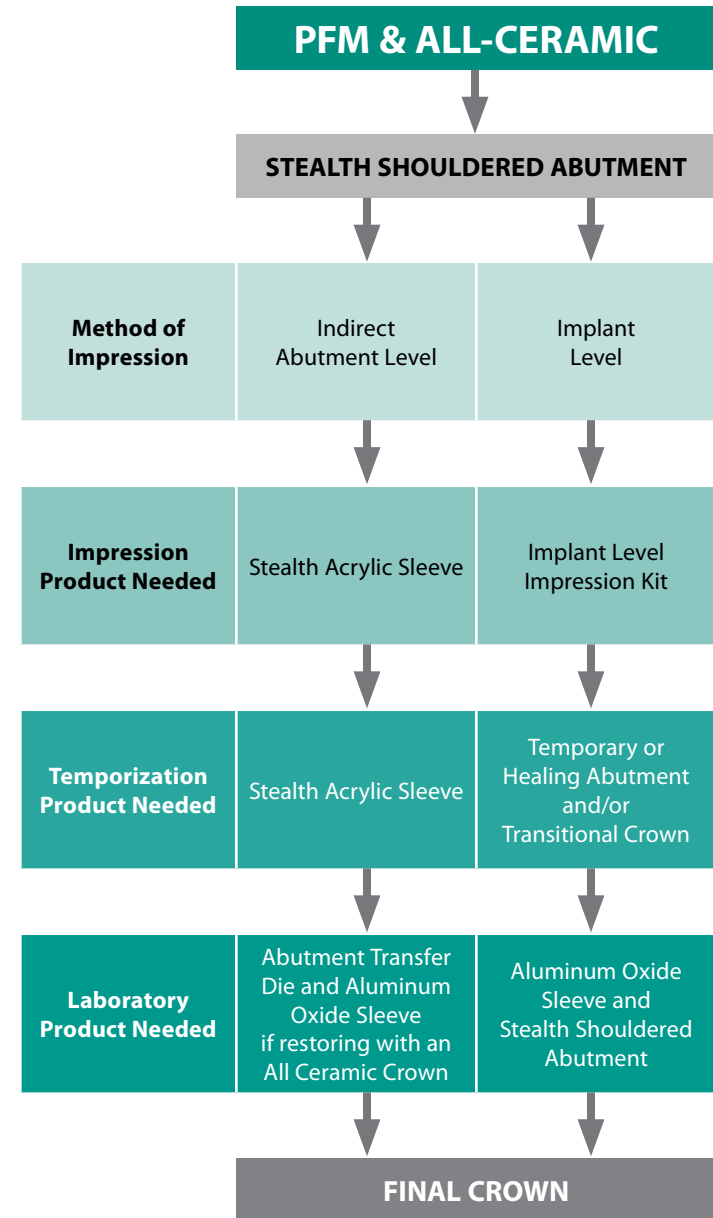 PFM & ALL-CERAMIC
STEALTH SHOULDERED ABUTMENT
Method of
Impression
Indirect
Abutment Level
Implant
Level
Impression
Product Needed
Stealth Acrylic Sleeve
Implant Level
Impression Kit
Temporization
Product Needed
Stealth Acrylic Sleeve
Temporary or
Healing Abutment
and/or
Transitional Crown
Laboratory
Product Needed
Abutment Transfer
Die and Aluminum
Oxide Sleeve
if restoring with an
All Ceramic Crown
Aluminum Oxide
Sleeve and
Stealth Shouldered
Abutment
FINAL CROWN